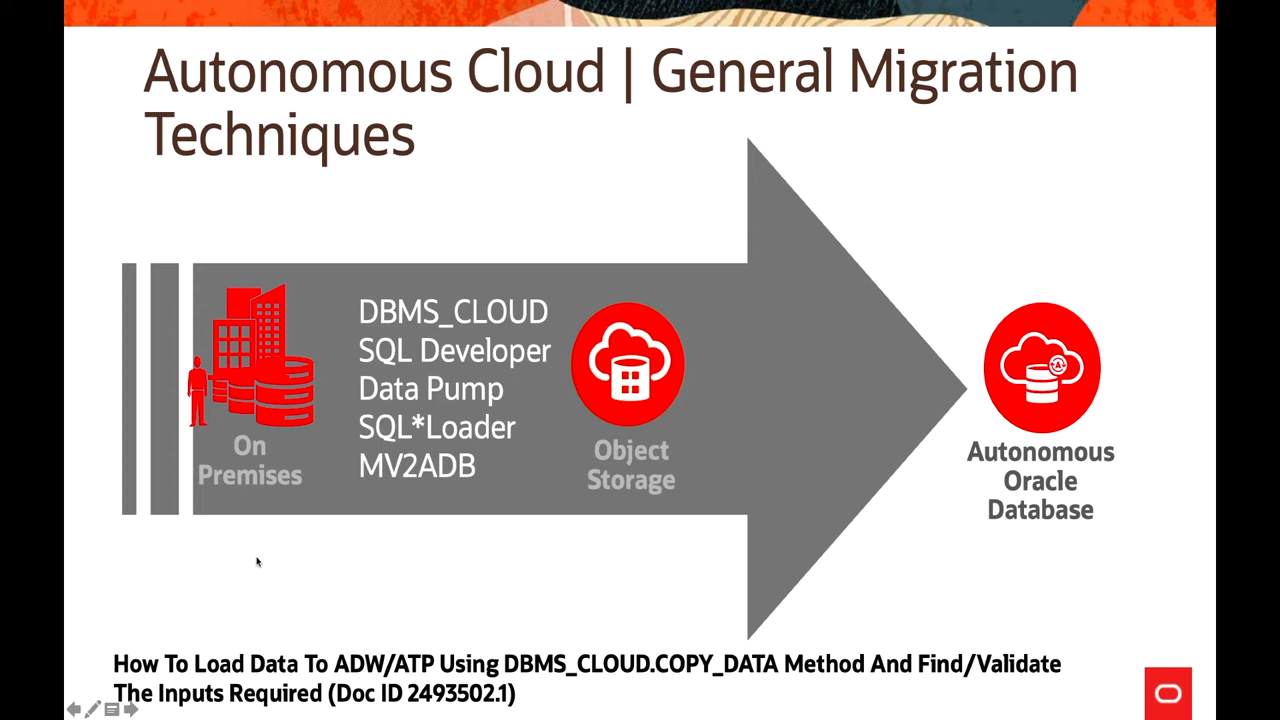 Autonomous Cloud | General Migration
Techniques
DBMS_CLOUD
SQL Developer
Data Pump
SQL*Loader
MV2ADB
On
Premises
Object
Storage
Autonomous
Oracle
Database
How To Load Data To ADW/ATP Using DBMS_CLOUD.COPY_DATA Method And Find/Validate
The Inputs Required (Doc ID 2493502.1)